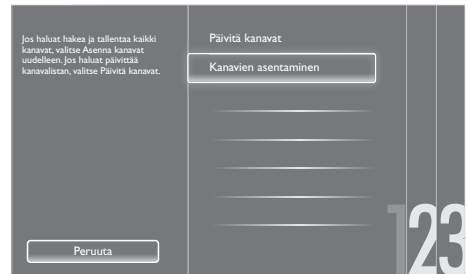 Jos haluat hakea ja tallentaa kaikki
kanavat, valitse Asenna kanavat
uudelleen. Jos haluat päivittää
kanavalistan, valitse Päivitä kanavat.
Päivitä kanavat
Kanavien asentaminen
Peruuta
123